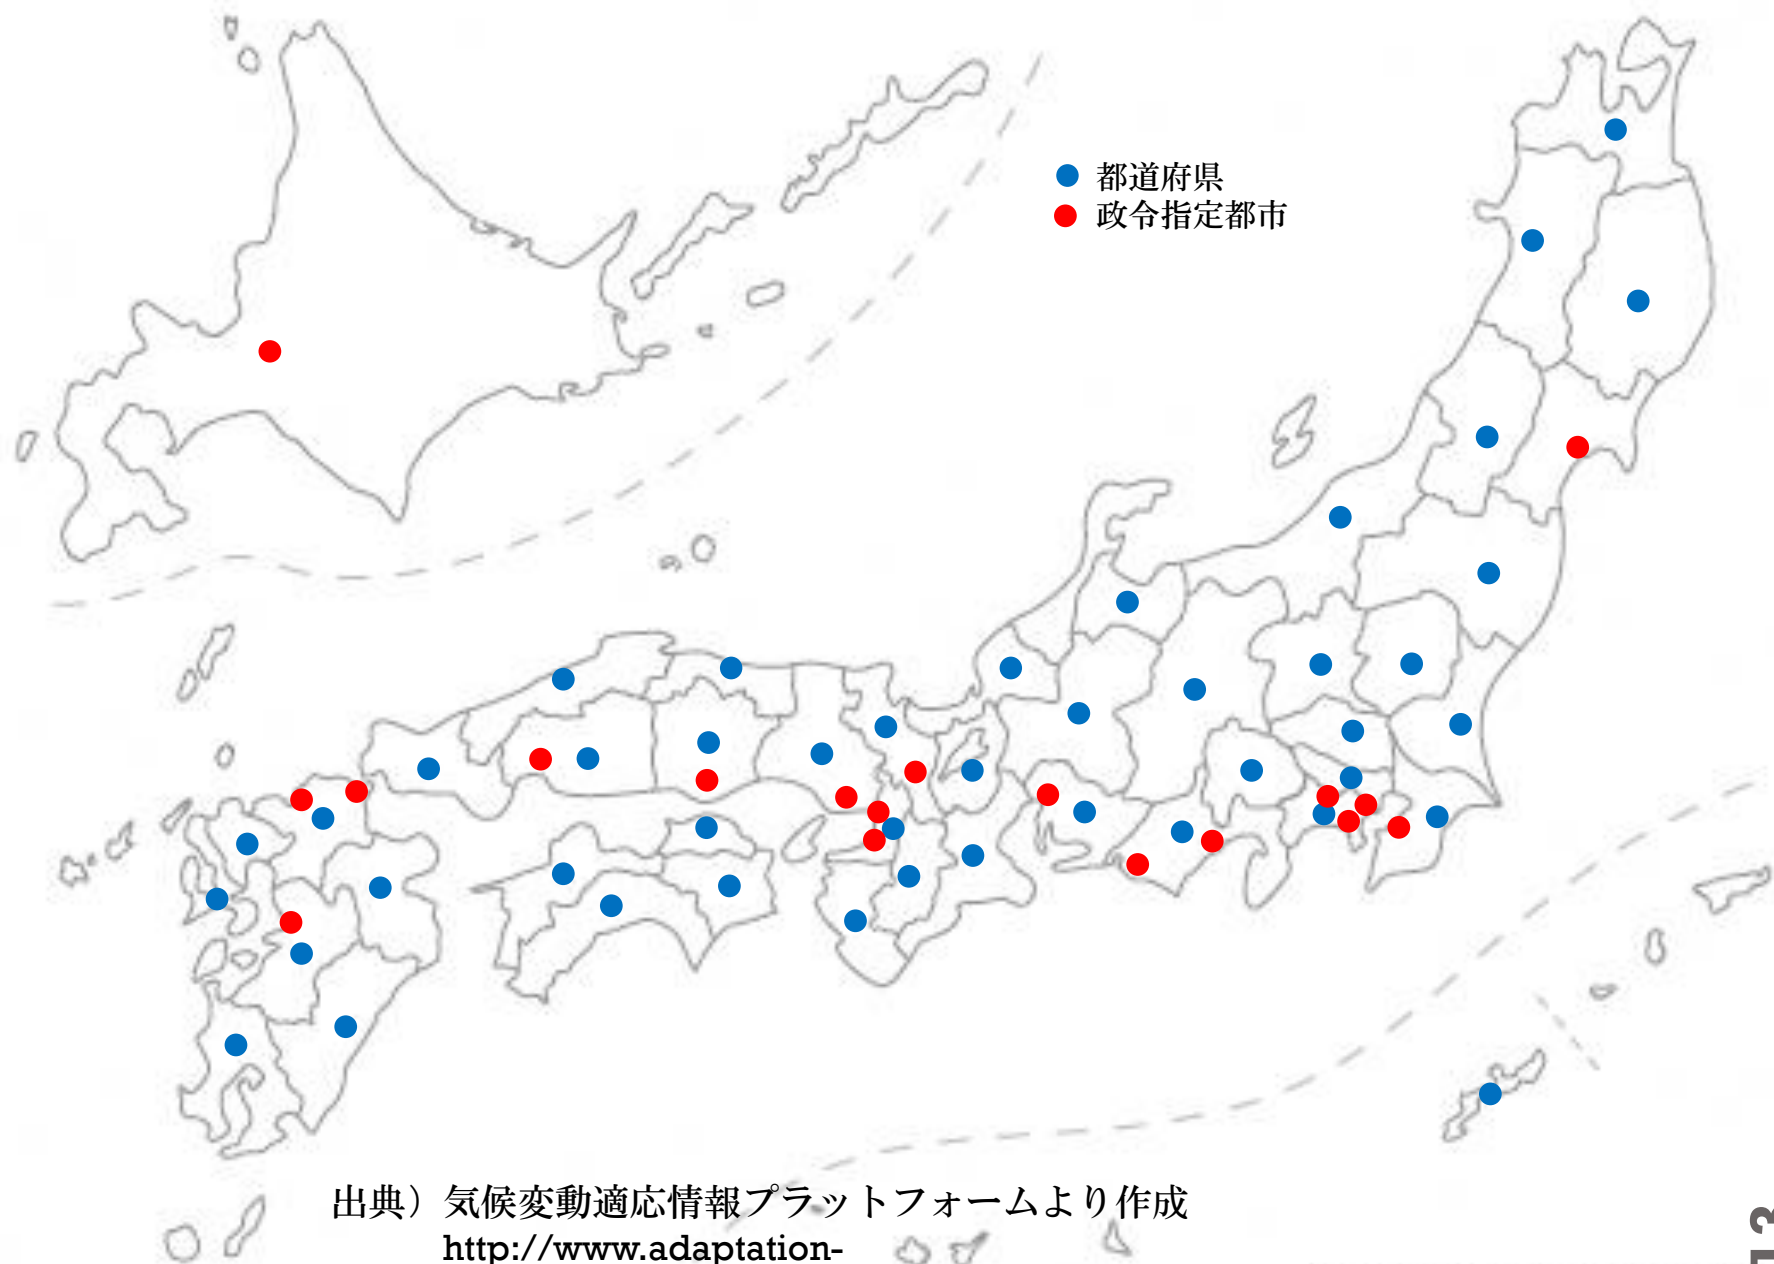 都道府県
政令指定都市
出典）気候変動適応情報プラットフォームより作成
http://www.adaptation-
13